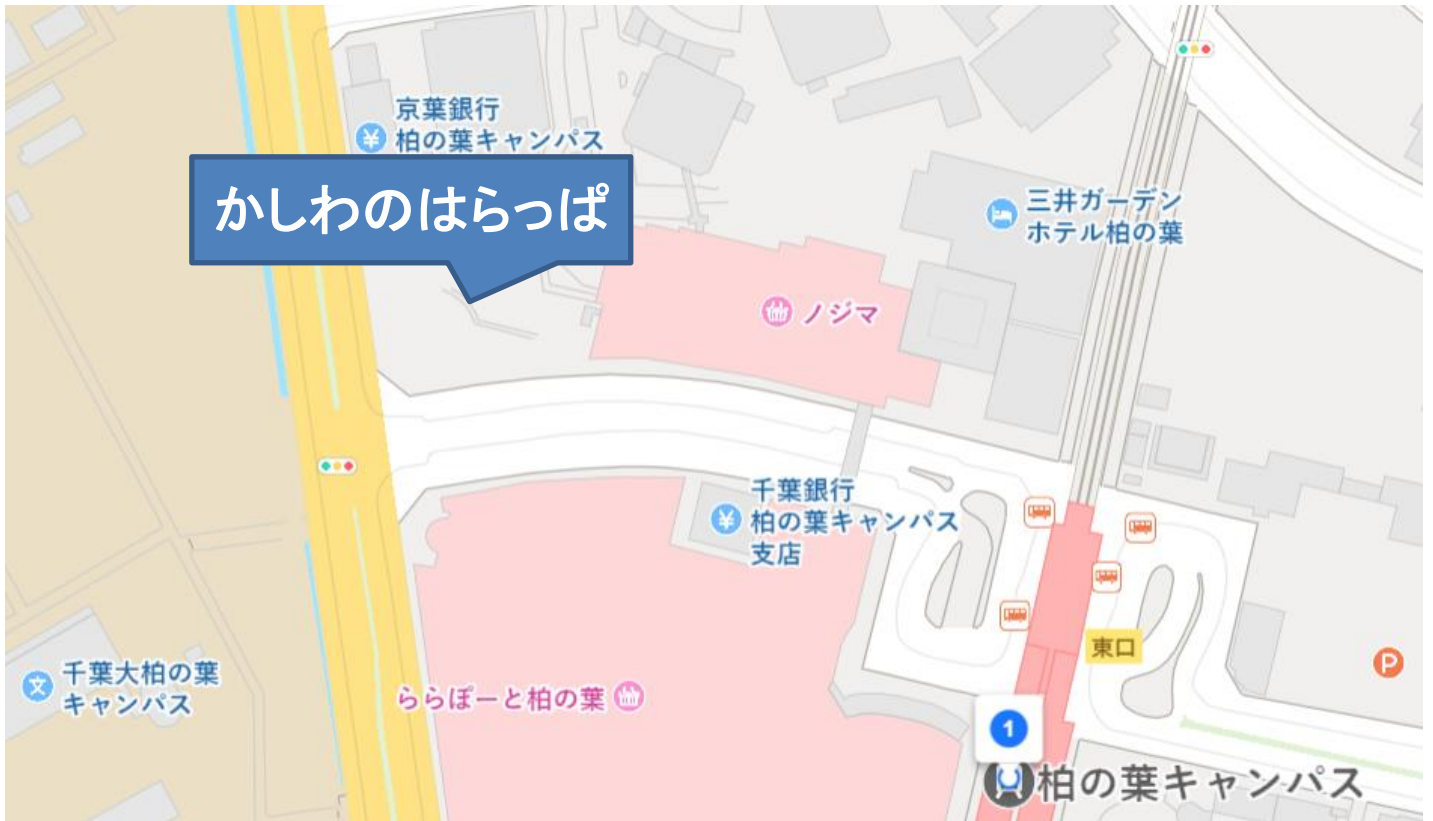 京葉銀行
柏の葉キャンパス
かしわのはらっぱ
三井ガーデン
ホテル柏の葉
ノジマ
千葉銀行
柏の葉キャンパス
支店
東口
P
文
千葉大柏の葉
キャンパス
ららぽーと柏の葉
1
柏の葉キャンパス